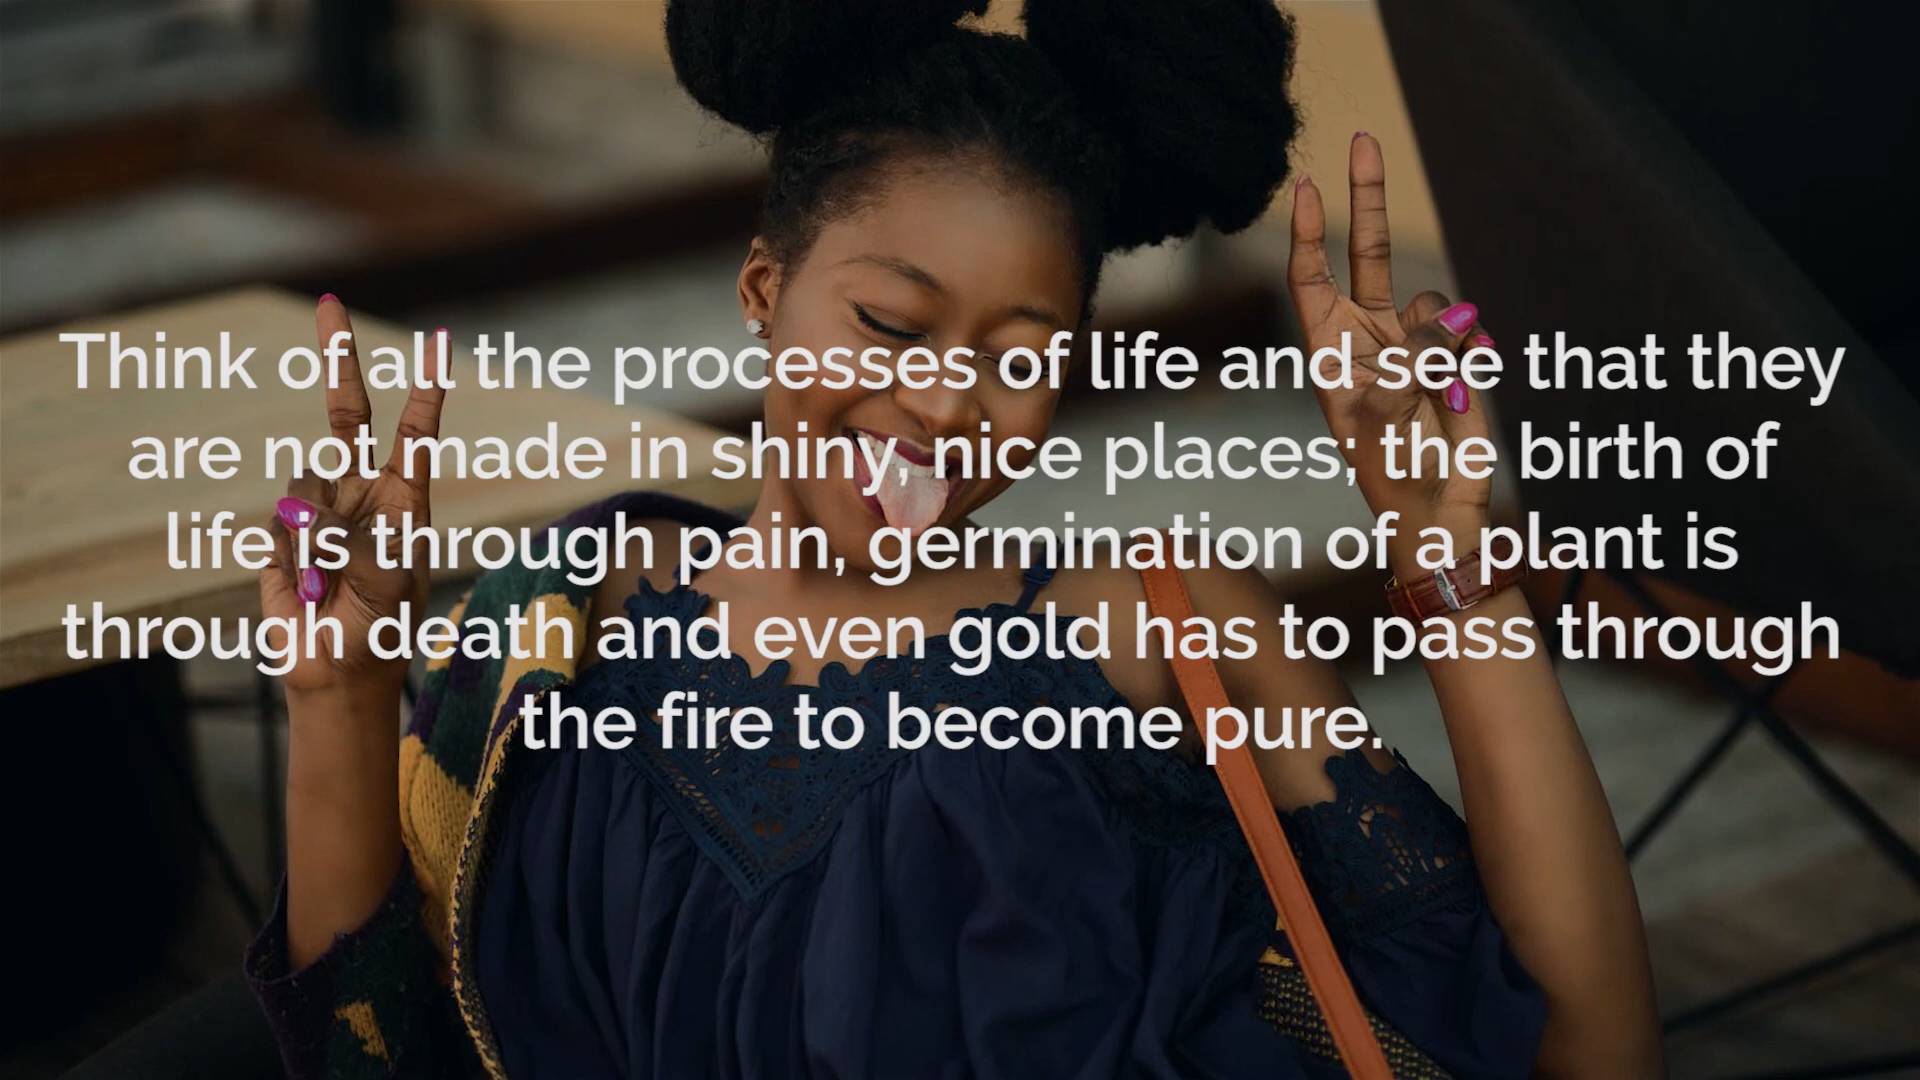 Think of all the processes of life and see that they
are not made in shiny, nice places; the birth of
life is through pain, germination of a plant is
through death and even gold has to pass through
the fire to become pure.